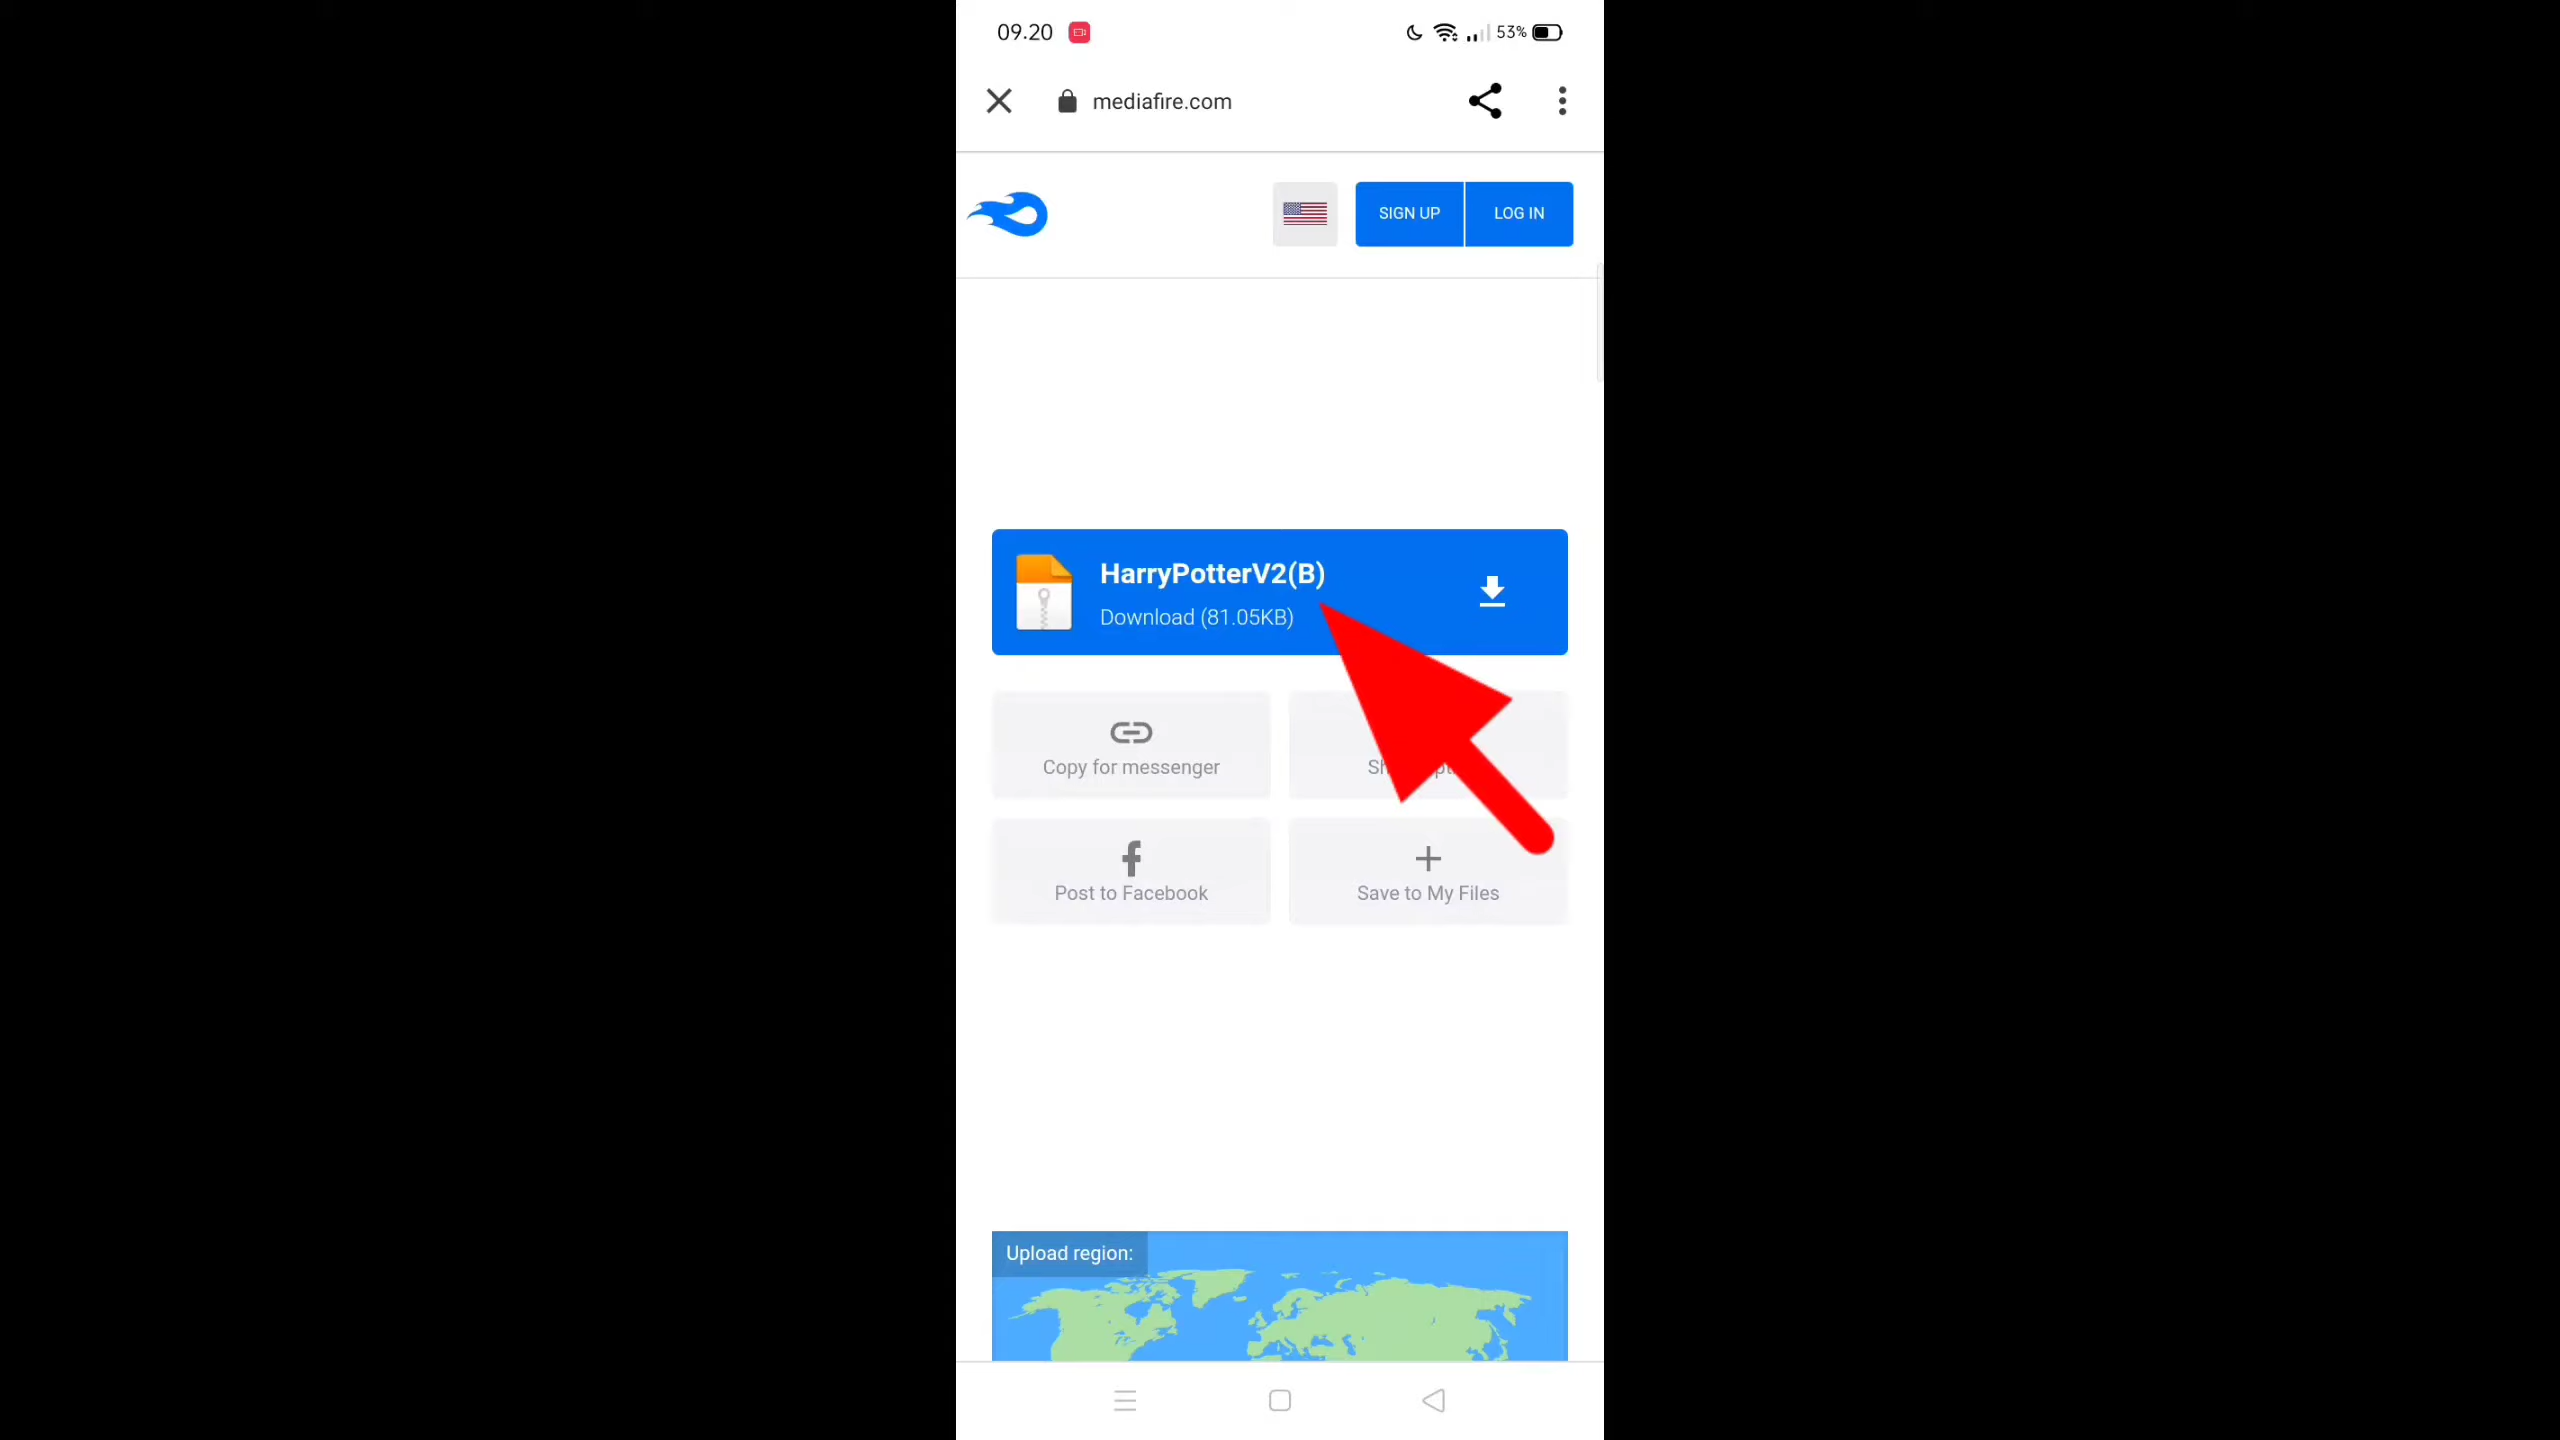 09.20
53%
mediafire.com
SIGN UP
LOG IN
HarryPotterV2(B)
Download (81.05KB)
Copy for messenger
Post to Facebook
Save to My Files
Upload region: